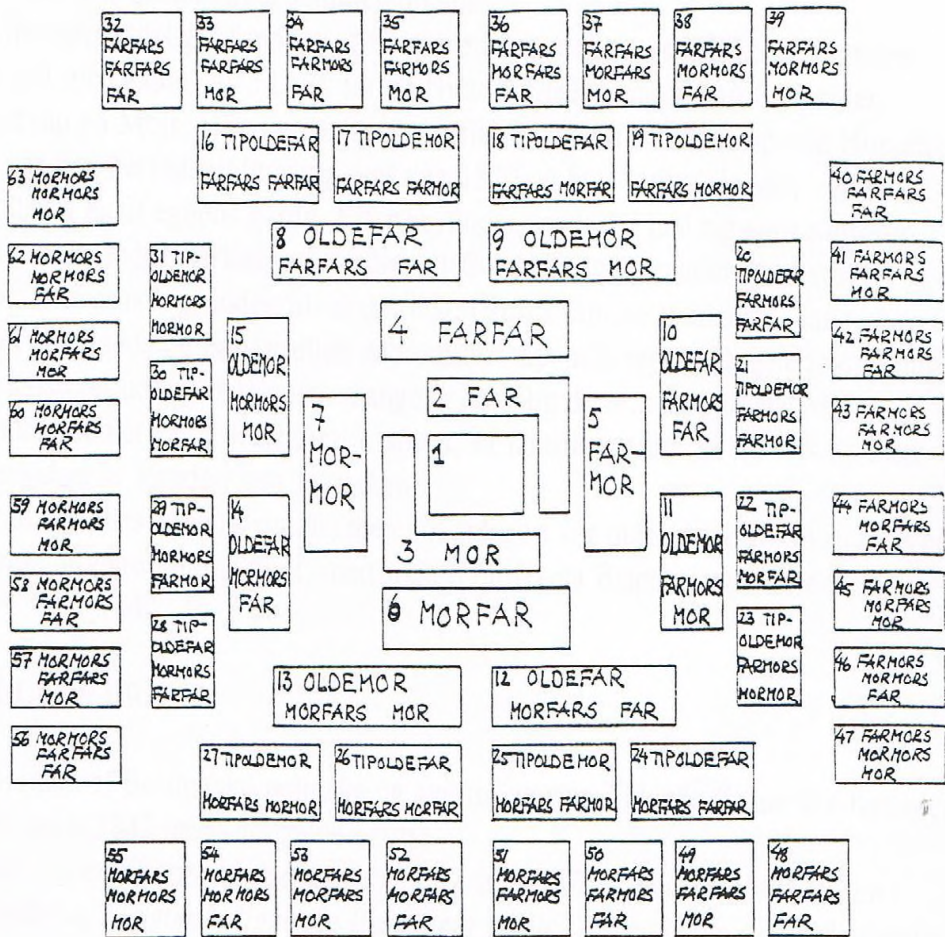 32
FARFARS
FARFARS
FAR
33
FARFARS
FARFARS
MOR
34
FARFARS
FARMORS
FAR
35
FARFARS
FARMORS
MOR
36
FARFARS
MORFARS
FAR
37
FARFARS
MORFARS
MOR
38
FARFARS
MORMORS
FAR
39
FARFARS
MORMORS
MOR
16 TIPOLDEFAR
FARFARS FARFAR
17 TIPOLDEMOR
FARFARS FARMOR
18 TIPOLDEFAR
FARFARS MORFAR
19 TIPOLDEMOR
FARFARS MORMOR
63 MORMORS
MORMORS
MOR
62 MORMORS
MORMORS
FAR
61 MORMORS
MORFARS
MOR
60 MORMORS
MORFARS
FAR
59 MORMORS
FARMORS
MOR
58 MORMORS
FARMORS
FAR
57 MORMORS
FARFARS
MOR
56 MORMORS
FARFARS
FAR
31 TIP-
OLDEMOR
MORMORS
MORMOR
30 TIP-
OLDEFAR
MORMORS
MORFAR
29 TIP-
OLDEMOR
MORMORS
FARMOR
28 TIP-
OLDEFAR
MORMORS
FARFAR
15
OLDEMOR
MORMORS
MOR
14
OLDEFAR
MORMORS
FAR
8 OLDEFAR
FARFARS FAR
9 OLDEMOR
FARFARS MOR
4 FARFAR
2 FAR
1
7
MOR-
MOR
5
FAR-
MOR
3 MOR
6 MORFAR
13 OLDEMOR
MORFARS MOR
12 OLDEFAR
MORFARS FAR
10
OLDEFAR
FARMORS
FAR
11
OLDEMOR
FARMORS
MOR
20
TIPOLDEFAR
FARMORS
FARFAR
21
TIPOLDEMOR
FARMORS
FARMOR
22 TIP-
OLDEFAR
FARMORS
MORFAR
23 TIP-
OLDEMOR
FARMORS
MORMOR
40 FARMORS
FARFARS
FAR
41 FARMORS
FARFARS
MOR
42 FARMORS
FARMORS
FAR
43 FARMORS
FARMORS
MOR
44 FARMORS
MORFARS
FAR
45 FARMORS
MORFARS
MOR
46 FARMORS
MORMORS
FAR
47 FARMORS
MORMORS
MOR
27 TIPOLDEMOR
MORFARS MORMOR
26 TIPOLDEFAR
MORFARS MORFAR
25 TIPOLDEMOR
MORFARS FARMOR
24 TIPOLDEFAR
MORFARS FARFAR
55
MORFARS
MORMORS
MOR
54
MORFARS
MORMORS
FAR
53
MORFARS
MORFARS
MOR
52
MORFARS
MORFARS
FAR
51
MORFARS
FARMORS
MOR
50
MORFARS
FARMORS
FAR
49
MORFARS
FARFARS
MOR
48
MORFARS
FARFARS
FAR